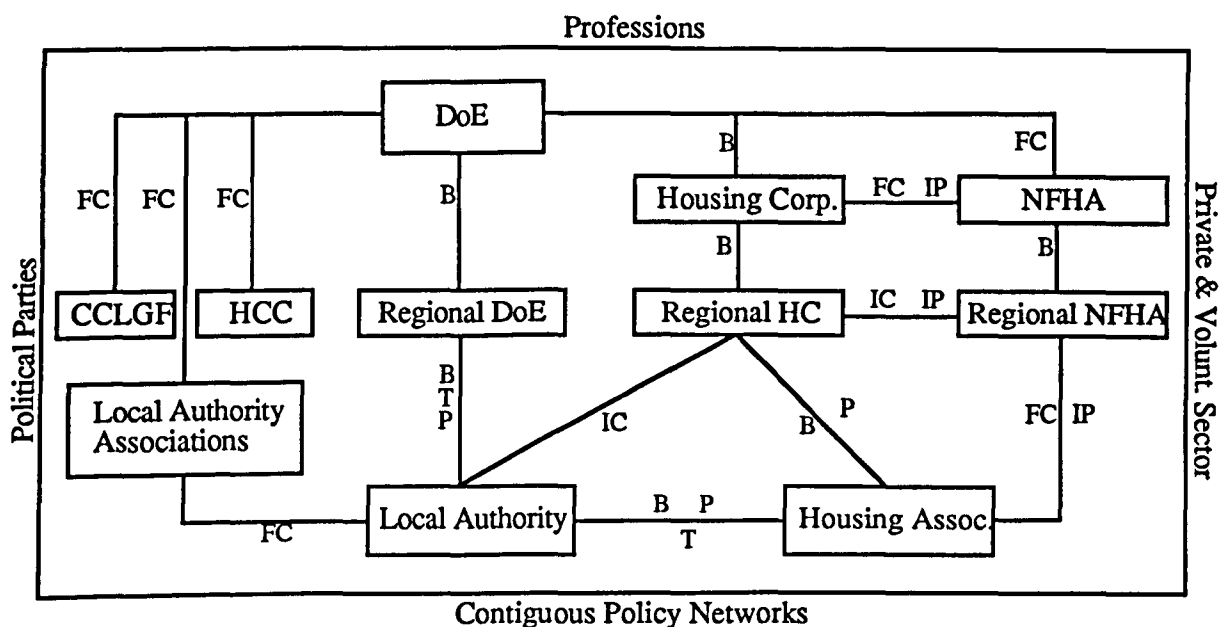 Professions
DoE
B
FC
FC
FC
FC
B
Housing Corp.
FC IP
NFHA
B
B
CCLGF
HCC
Regional DoE
Regional HC
IC IP
Regional NFHA
Political Parties
Private & Volunt. Sector
Local Authority
Associations
B
T
P
IC
B
P
FC
IP
FC
Local Authority
B P
T
Housing Assoc.
Contiguous Policy Networks